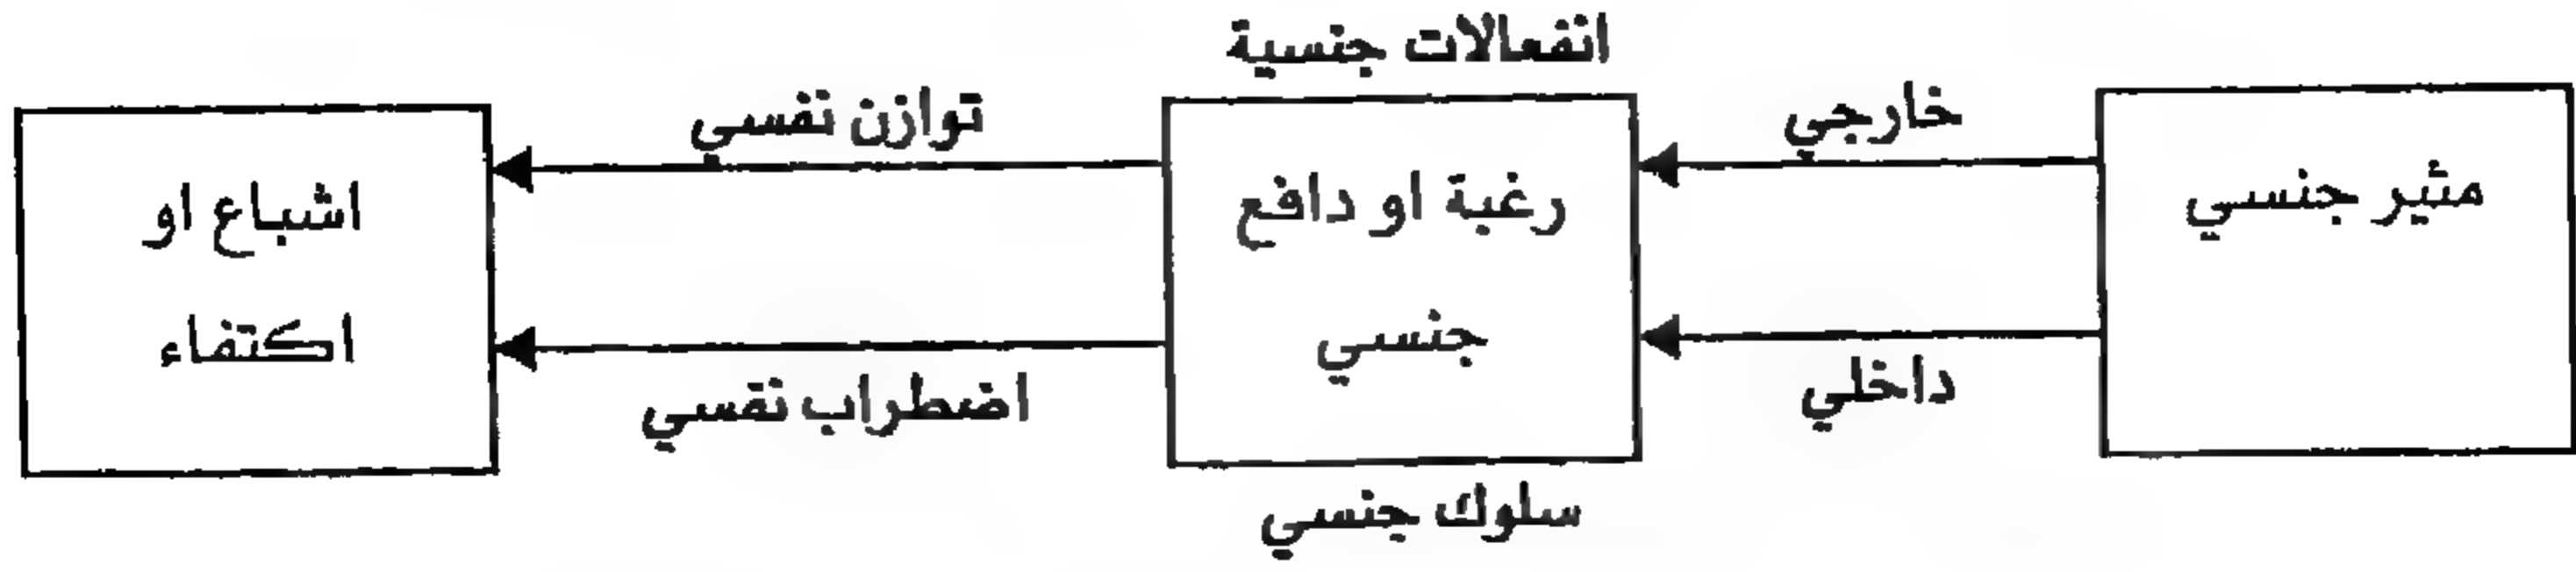 انفعالات جنسية
مثير جنسي
خارجي
داخلي
رغبة او دافع
جنسي
سلوك جنسي
توازن نفسي
اضطراب نفسي
اشباع او
اكتفاء